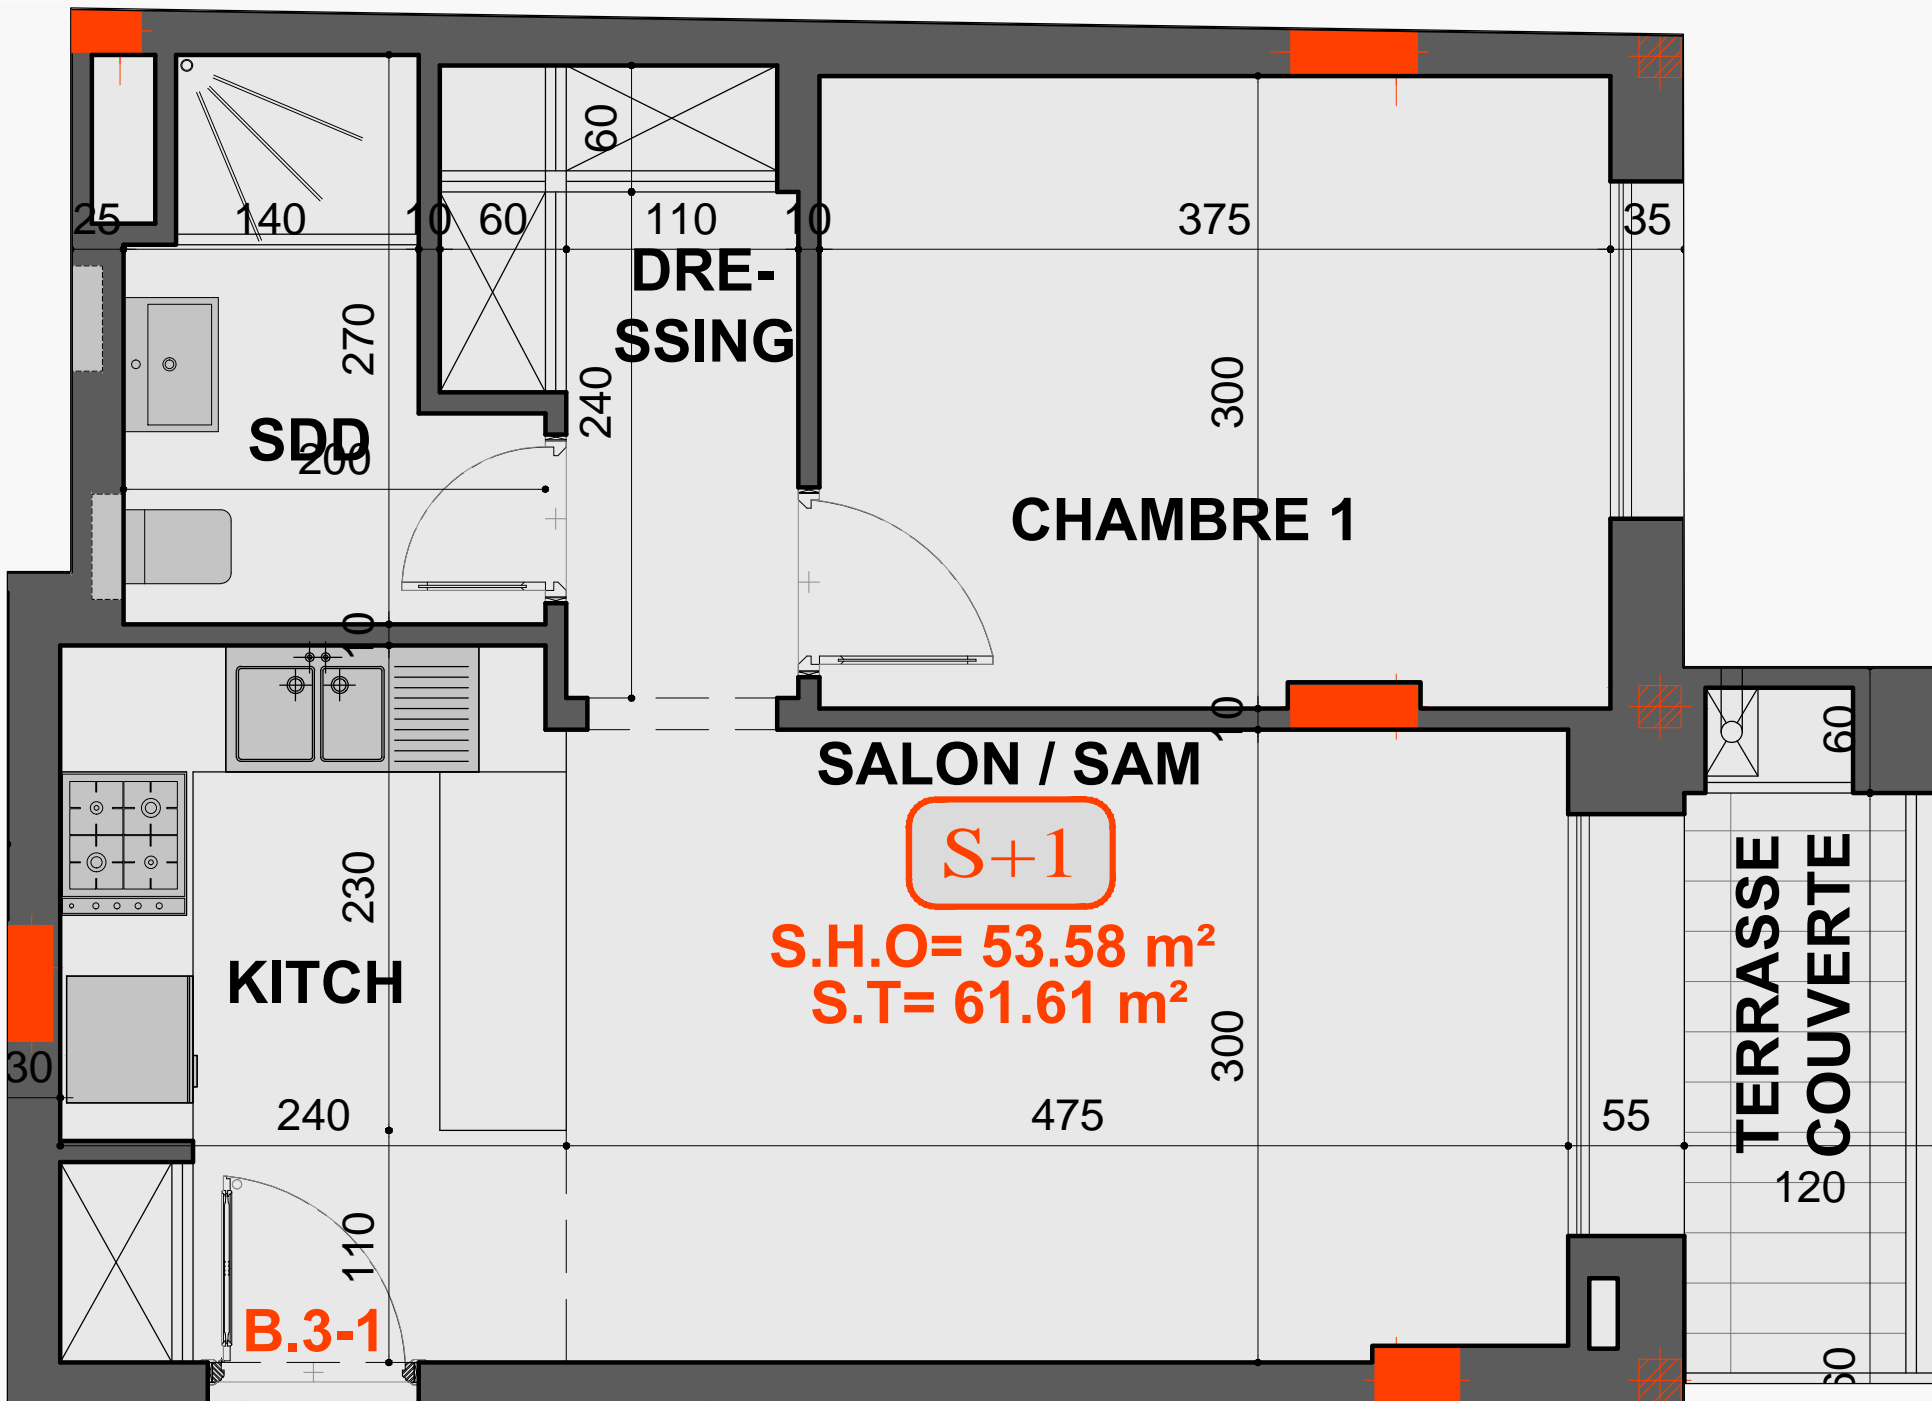 60
25 140 10 60 110 10 375 35
DRE-
SSING
270
240
300
SDD
200
CHAMBRE 1
10
10
60
SALON / SAM
S+1
230
S.H.O= 53.58 m²
KITCH
S.T= 61.61 m²
TERRASSE
COUVERTE
30
300
240 475 55
120
110
B.3-1
60